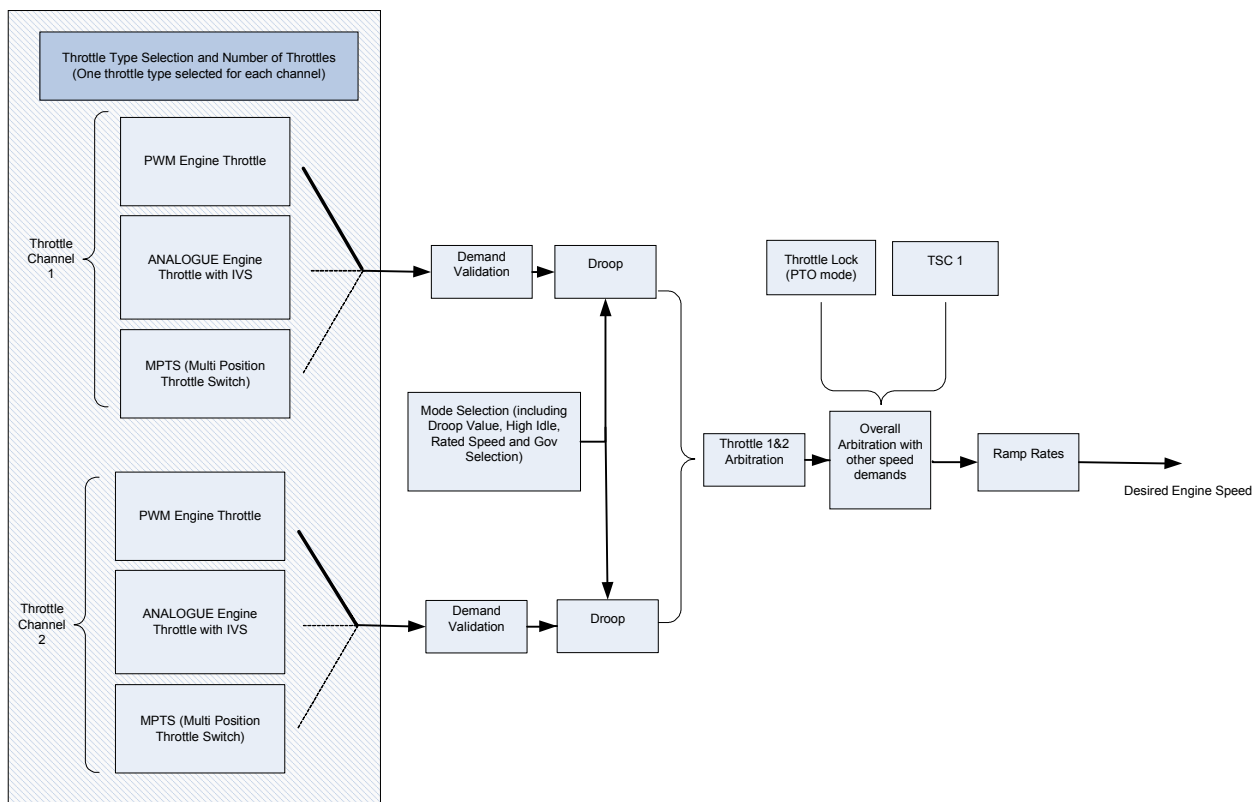 Throttle Type Selection and Number of Throttles
(One throttle type selected for each channel)
Throttle
Channel
1
PWM Engine Throttle
ANALOGUE Engine
Throttle with IVS
MPTS (Multi Position
Throttle Switch)
Demand
Validation
Droop
Throttle Lock
(PTO mode)
TSC 1
Mode Selection (including
Droop Value, High Idle,
Rated Speed and Gov
Selection)
Throttle 1&2
Arbitration
Overall
Arbitration with
other speed
demands
Ramp Rates
Desired Engine Speed
Throttle
Channel
2
PWM Engine Throttle
ANALOGUE Engine
Throttle with IVS
MPTS (Multi Position
Throttle Switch)
Demand
Validation
Droop